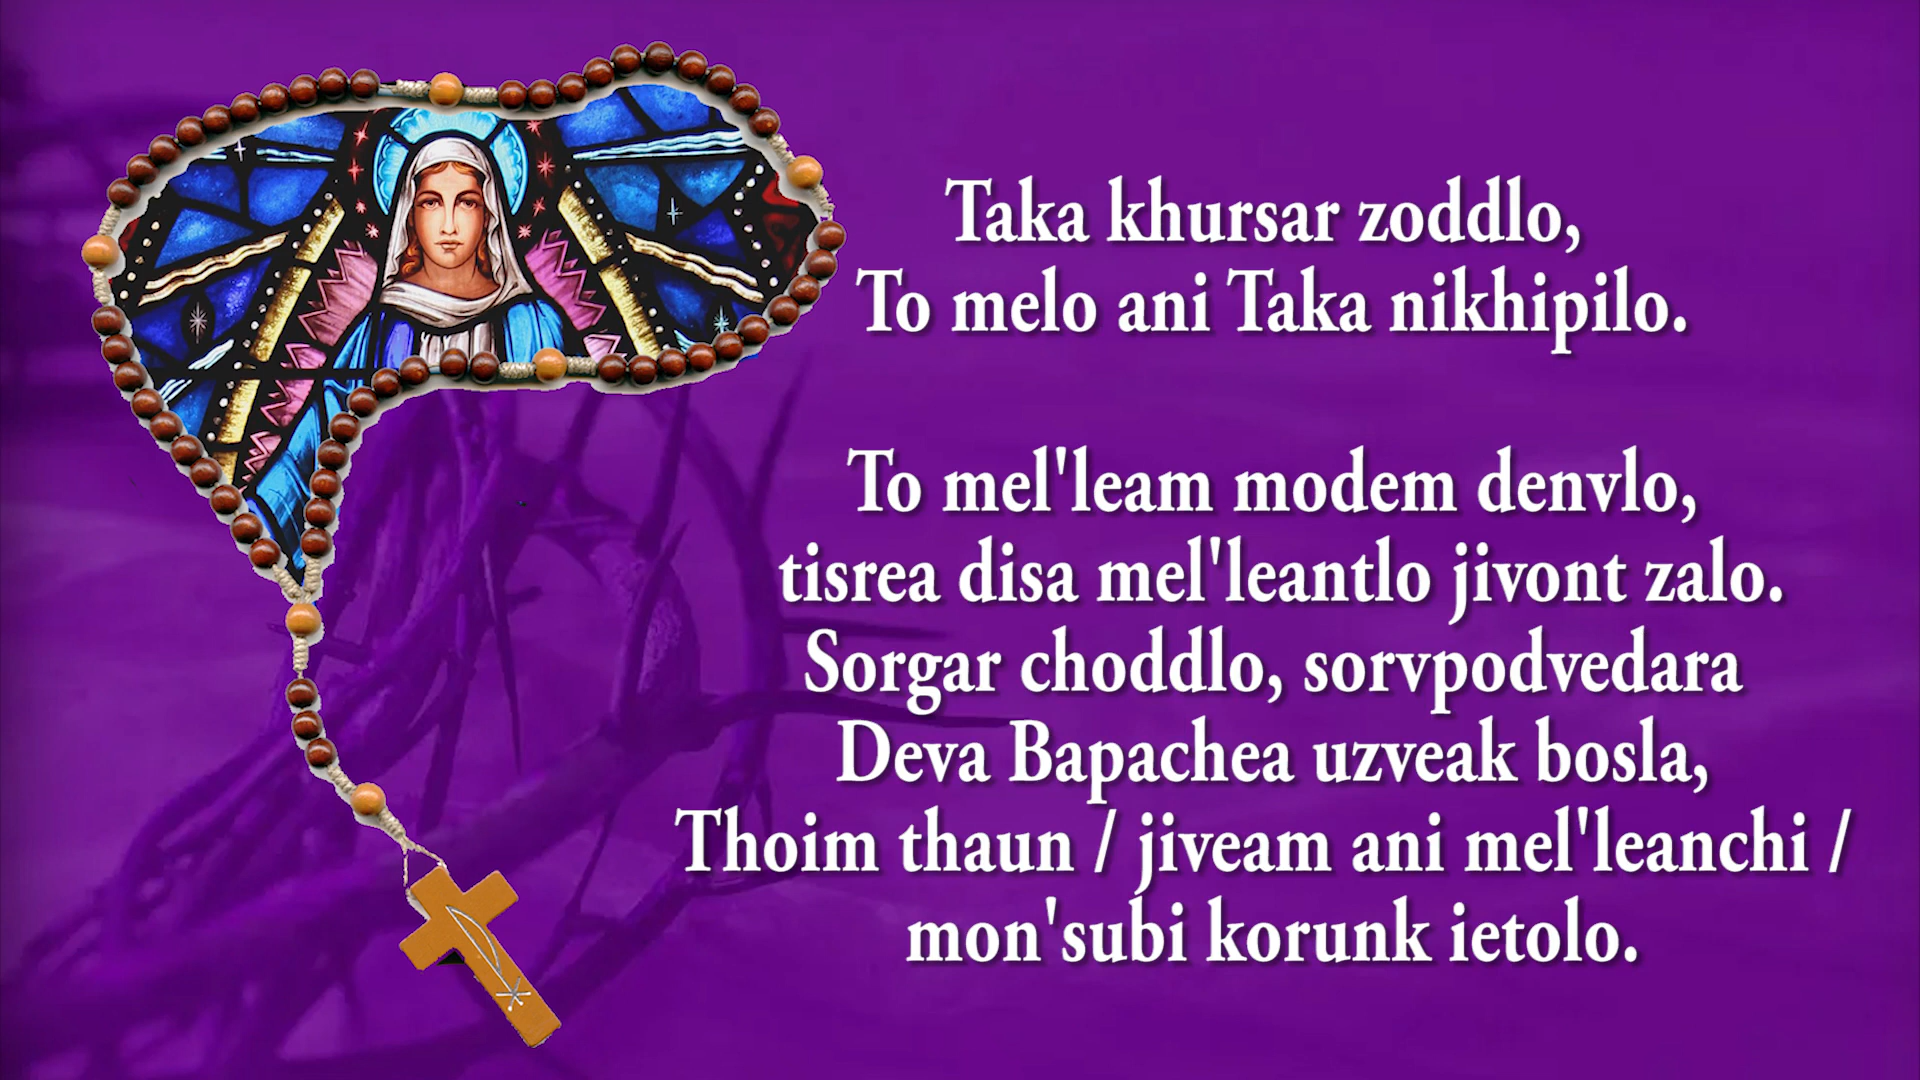 Taka khursar zoddlo,
To melo ani Taka nikhipilo.
To mel'leam modem denvlo,
tisrea disa mel'leantlo jivont zalo.
Sorgar choddlo, sorvpodvedara
Deva Bapachea uzveak bosla,
Thoim thaun / jiveam ani mel'leanchi /
mon'subi korunk ietolo.